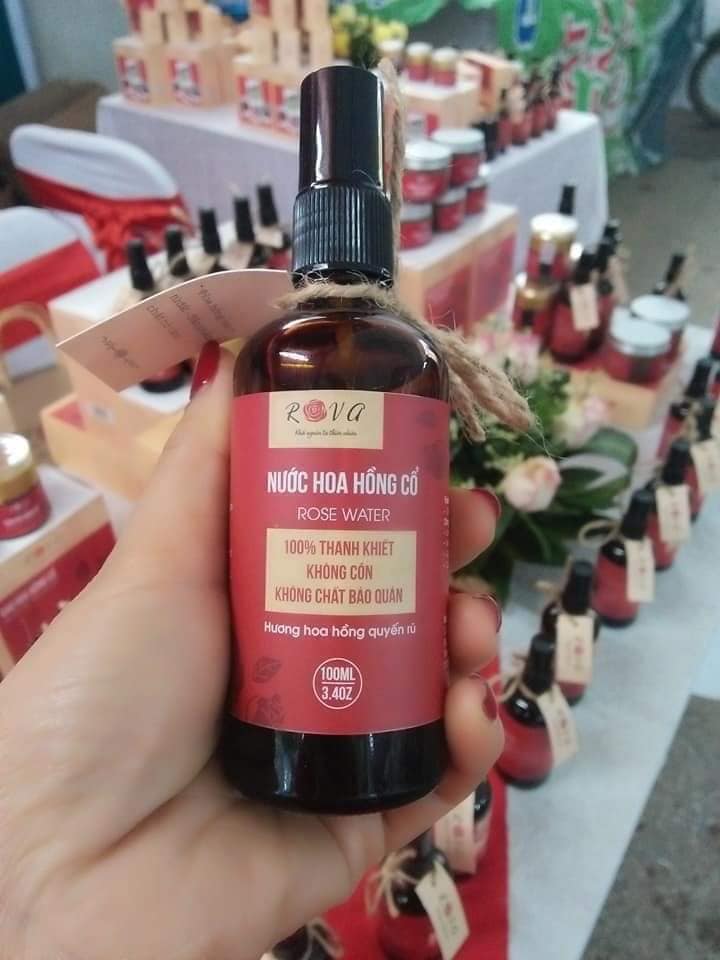 ROVA
NƯỚC HOA HỒNG CỔ
ROSE WATER
100% THANH KHIẾT
KHÔNG CỒN
KHÔNG CHẤT BẢO QUẢN
Hương hoa hồng quyến rũ
100ML
3.4OZ